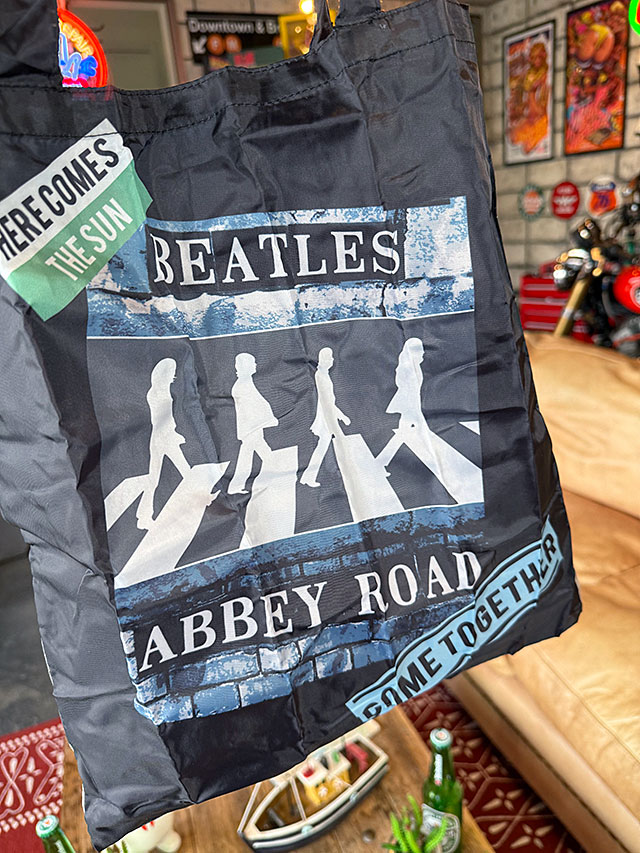 Downtown & B
HERE COMES
THE SUN
BEATLES
ABBEY ROAD
COME TOGETHER